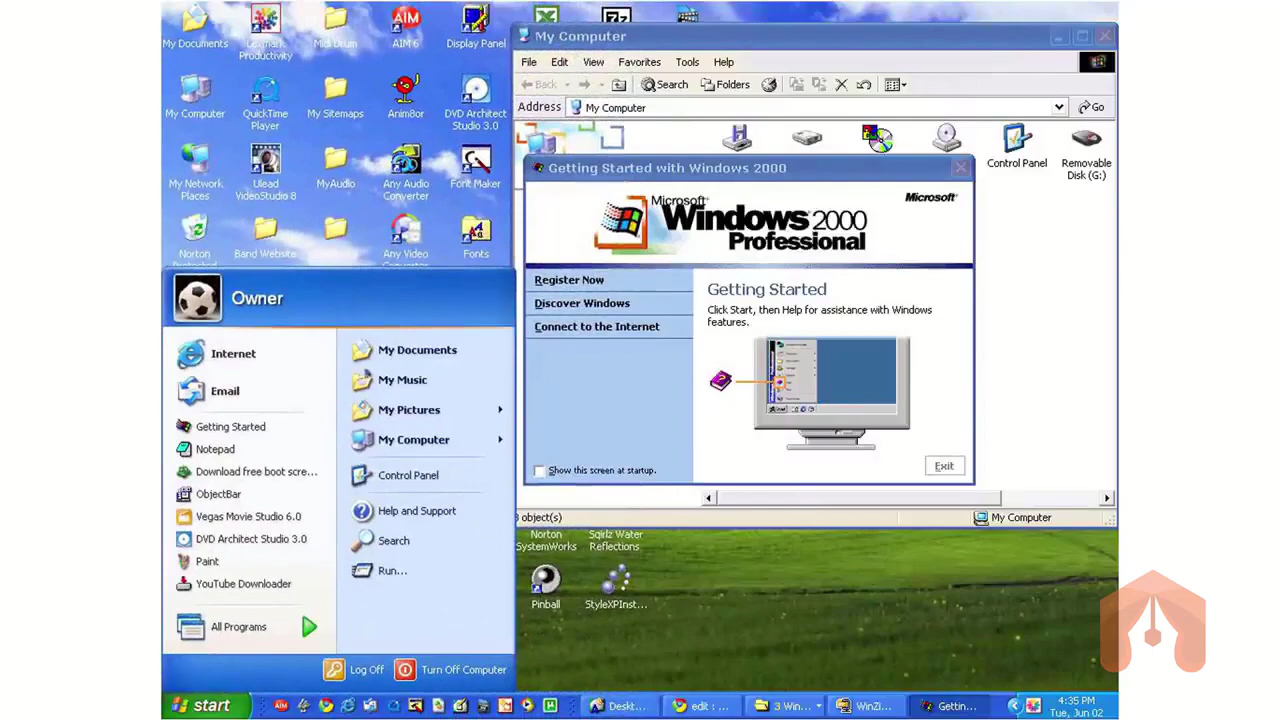 My Documents
Lexmark
Productivity
Midi Drum
AIM 6
Display Panel
My Computer
QuickTime
Player
My Sitemaps
Anim8or
DVD Architect
Studio 3.0
My Network
Places
Ulead
VideoStudio 8
MyAudio
Any Audio
Converter
Font Maker
Norton
Band Website
Any Video
Fonts
My Computer
File Edit View Favorites Tools Help
Back Search Folders
Address My Computer Go
Control Panel
Removable
Disk (G:)
Getting Started with Windows 2000
Microsoft
Windows 2000
Professional
Microsoft
Register Now
Discover Windows
Connect to the Internet
Getting Started
Click Start, then Help for assistance with Windows
features.
Show this screen at startup.
Exit
object(s)
My Computer
Owner
Internet
Email
Getting Started
Notepad
Download free boot scre...
ObjectBar
Vegas Movie Studio 6.0
DVD Architect Studio 3.0
Paint
YouTube Downloader
All Programs
My Documents
My Music
My Pictures
My Computer
Control Panel
Help and Support
Search
Run...
Log Off
Turn Off Computer
Norton
SystemWorks
Sqirlz Water
Reflections
Pinball
StyleXPInst...
start
AIM
Deskt...
edit : ...
3 Win...
WinZi...
Gettin...
4:35 PM
Tue, Jun 02